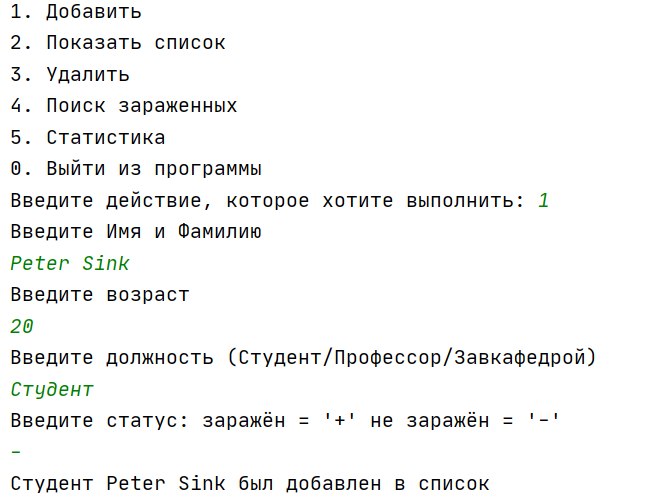 1. Добавить
2. Показать список
3. Удалить
4. Поиск зараженных
5. Статистика
0. Выйти из программы
Введите действие, которое хотите выполнить: 1
Введите Имя и Фамилию
Peter Sink
Введите возраст
20
Введите должность (Студент/Профессор/Завкафедрой)
Студент
Введите статус: заражён = '+' не заражён = '-'
-
Студент Peter Sink был добавлен в список